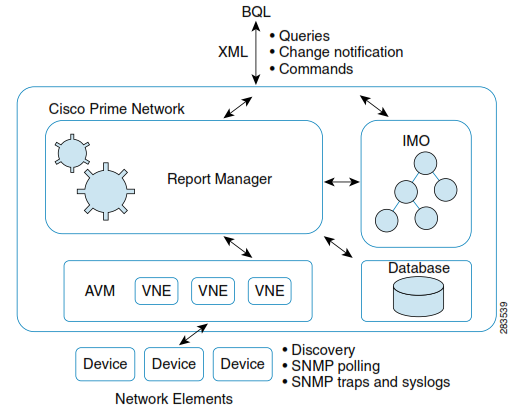 BQL
XML
• Queries
• Change notification
• Commands
Cisco Prime Network
Report Manager
IMO
AVM
VNE
VNE
VNE
Database
283539
Device
Device
Device
• Discovery
• SNMP polling
• SNMP traps and syslogs
Network Elements